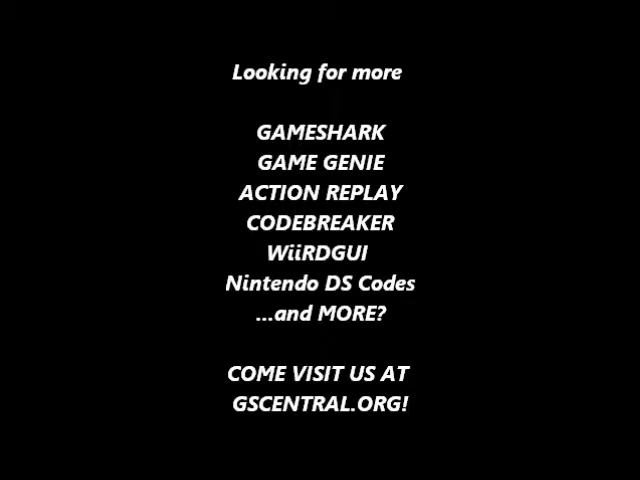 Looking for more
GAMESHARK
GAME GENIE
ACTION REPLAY
CODEBREAKER
WiiRDGUI
Nintendo DS Codes
...and MORE?
COME VISIT US AT
GSCENTRAL.ORG!